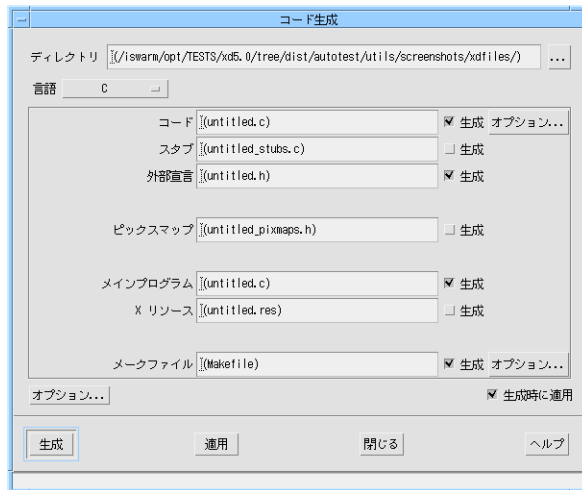 コード生成
ディレクトリ (/iswarm/opt/TESTS/xd5.0/tree/dist/autotest/utils/screenshots/xdfiles/) ...
言語 C
コード (untitled.c) 生成 オプション...
スタブ (untitled_stubs.c) 生成
外部宣言 (untitled.h) 生成
ピックスマップ (untitled_pixmaps.h) 生成
メインプログラム (untitled.c) 生成
X リソース (untitled.res) 生成
メークファイル (Makefile) 生成 オプション...
オプション... 生成時に適用
生成 適用 閉じる ヘルプ